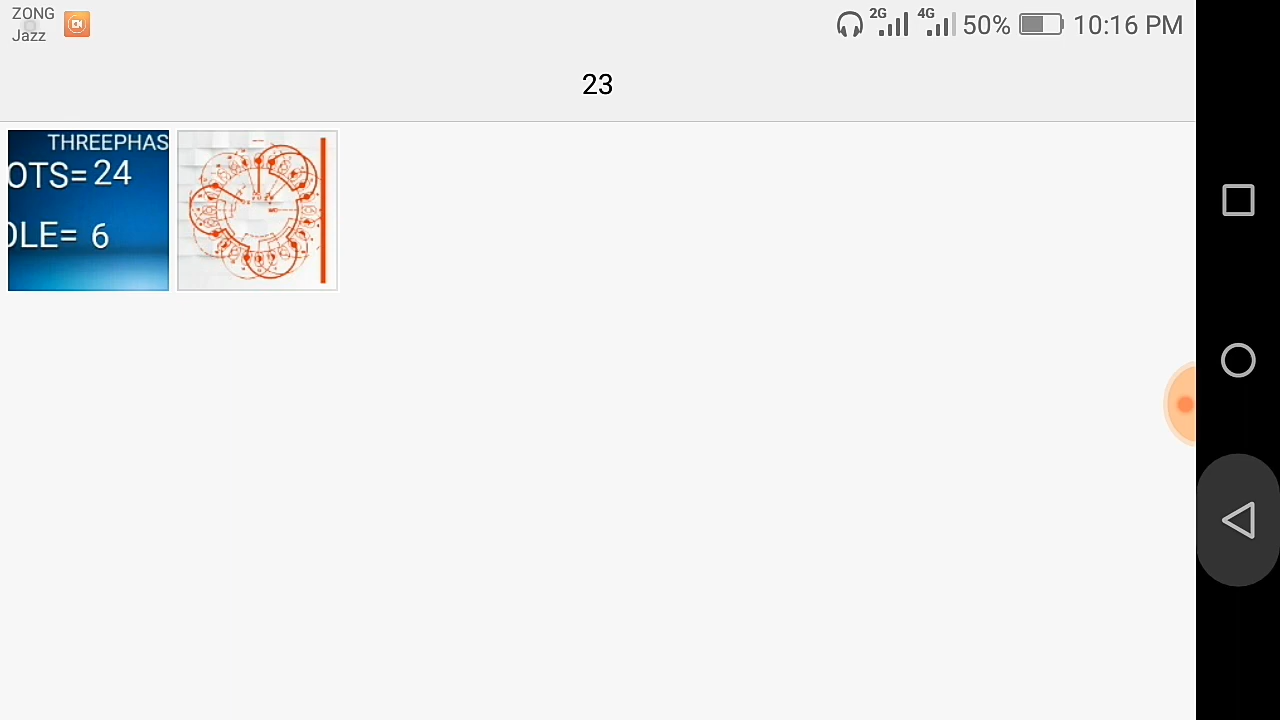 ZONG
Jazz
2G
4G
50%
10:16 PM
23
THREEPHAS
OTS= 24
OLE= 6